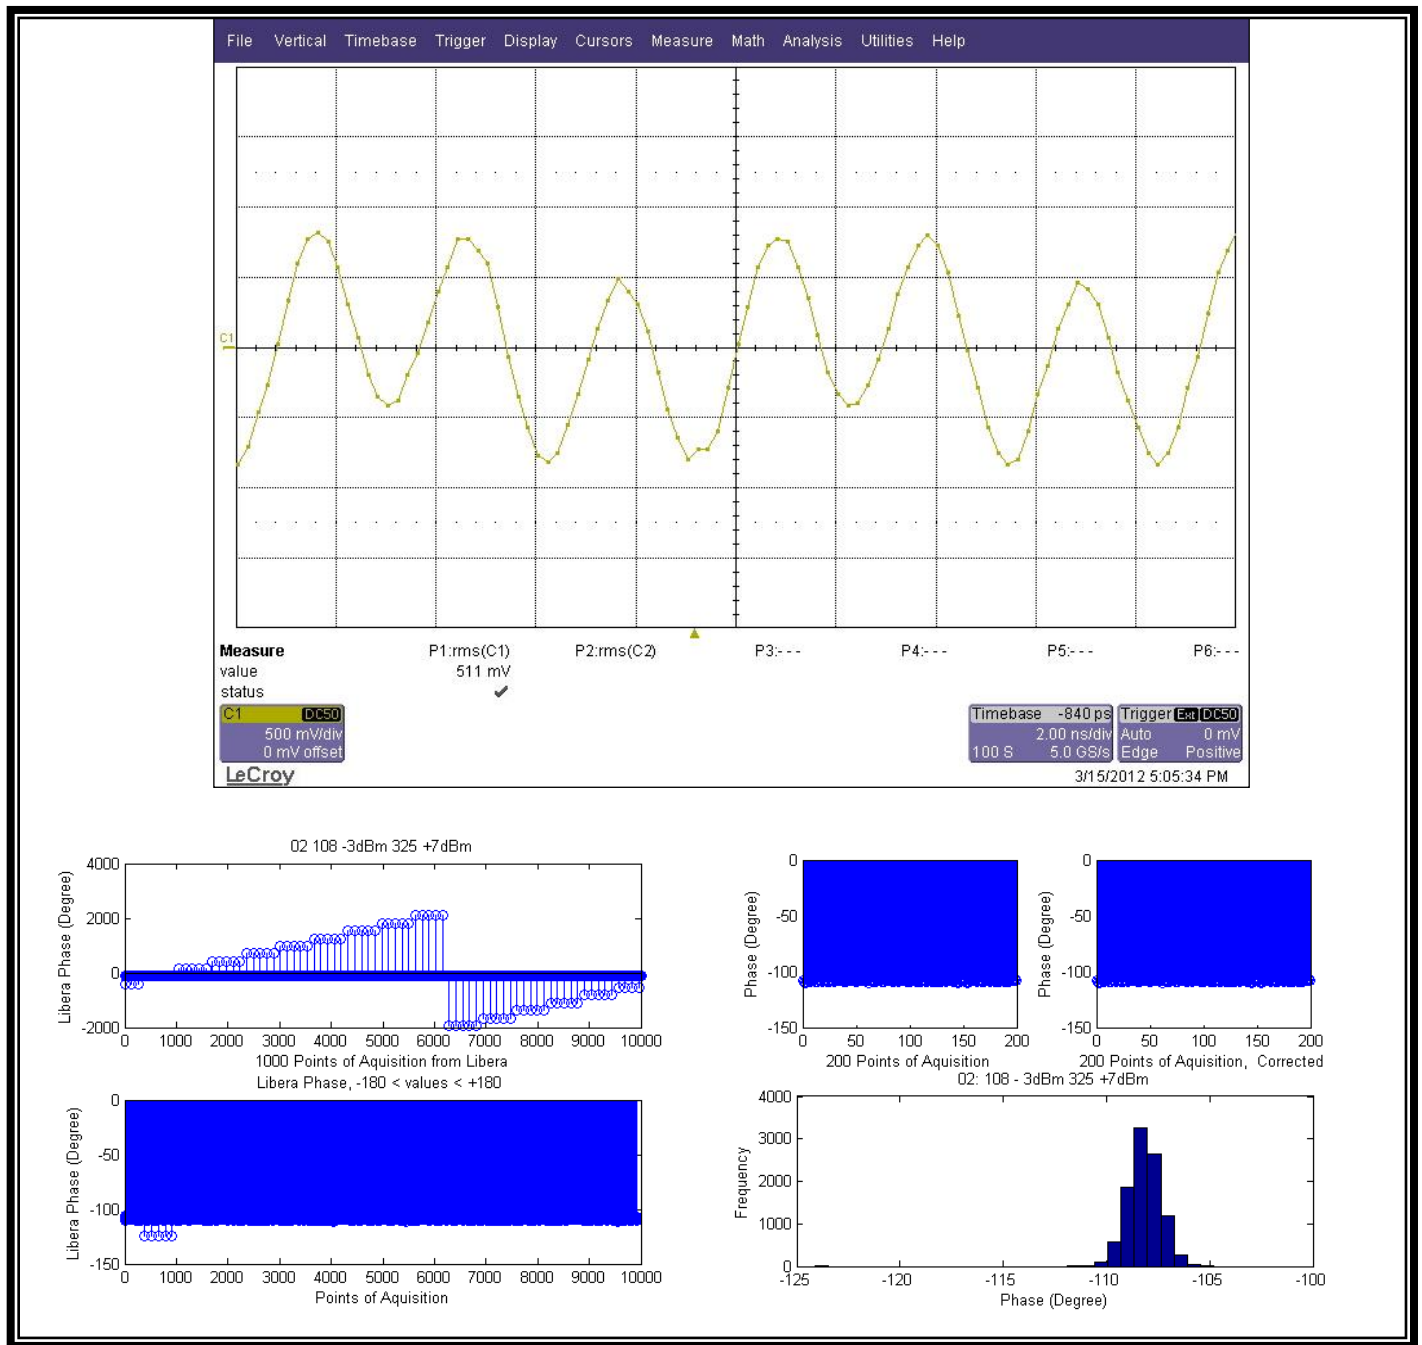 File Vertical Timebase Trigger Display Cursors Measure Math Analysis Utilities Help
C1
Measure P1:rms(C1) P2:rms(C2) P3:- - - P4:- - - P5:- - - P6:- - -
value 511 mV
status
C1 DC50
500 mV/div
0 mV offset
Timebase -840 ps
2.00 ns/div
100 S 5.0 GS/s
Trigger Ext DC50
Auto 0 mV
Edge Positive
LeCroy
3/15/2012 5:05:34 PM
02 108 -3dBm 325 +7dBm
Libera Phase (Degree)
4000
2000
0
-2000
0 1000 2000 3000 4000 5000 6000 7000 8000 9000 10000
1000 Points of Aquisition from Libera
Phase (Degree)
0
-50
-100
-150
0 50 100 150 200
200 Points of Aquisition
Phase (Degree)
0
-50
-100
-150
0 50 100 150 200
200 Points of Aquisition, Corrected
Libera Phase, -180 < values < +180
Libera Phase (Degree)
0
-50
-100
-150
0 1000 2000 3000 4000 5000 6000 7000 8000 9000 10000
Points of Aquisition
02: 108 - 3dBm 325 +7dBm
Frequency
4000
3000
2000
1000
0
-125 -120 -115 -110 -105 -100
Phase (Degree)